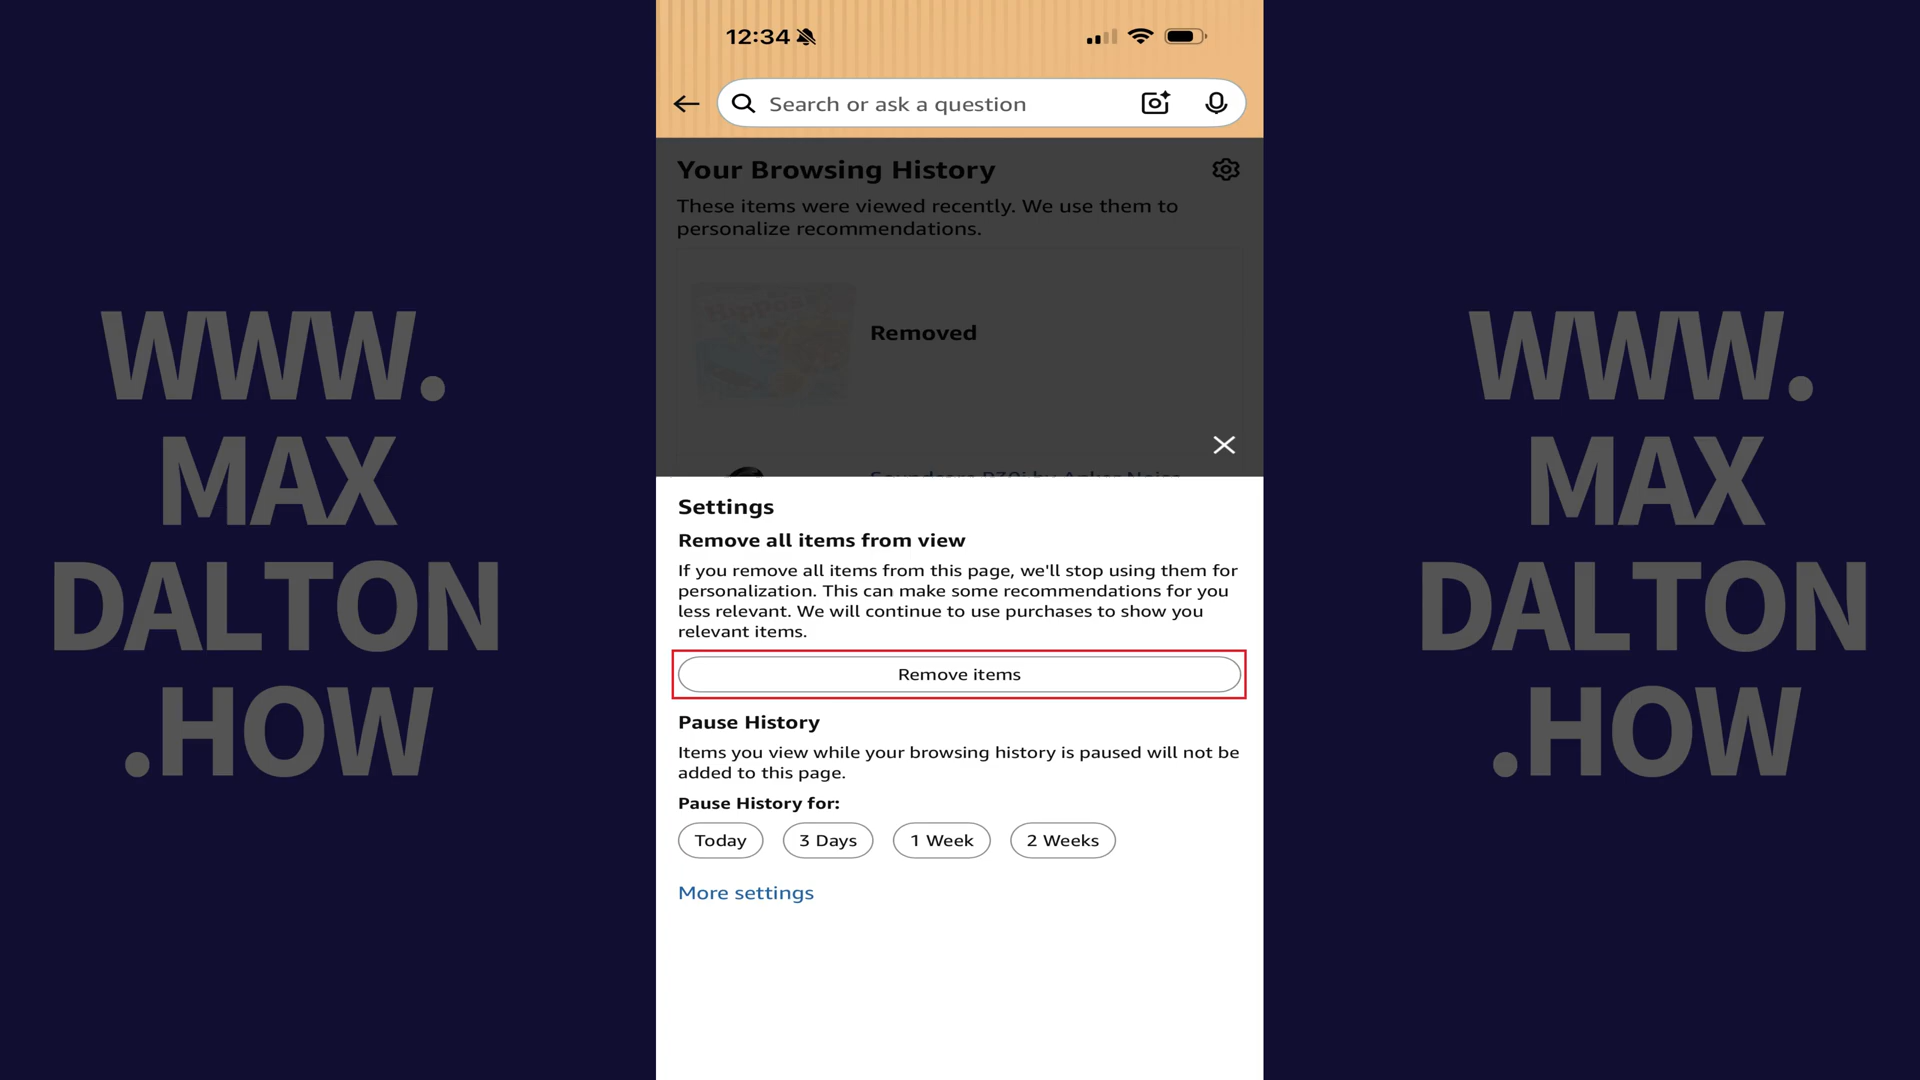 WWW.
MAX
DALTON
.HOW
12:34
Search or ask a question
Your Browsing History
These items were viewed recently. We use them to
personalize recommendations.
Removed
Settings
Remove all items from view
If you remove all items from this page, we'll stop using them for
personalization. This can make some recommendations for you
less relevant. We will continue to use purchases to show you
relevant items.
Remove items
Pause History
Items you view while your browsing history is paused will not be
added to this page.
Pause History for:
Today 3 Days 1 Week 2 Weeks
More settings
WWW.
MAX
DALTON
.HOW